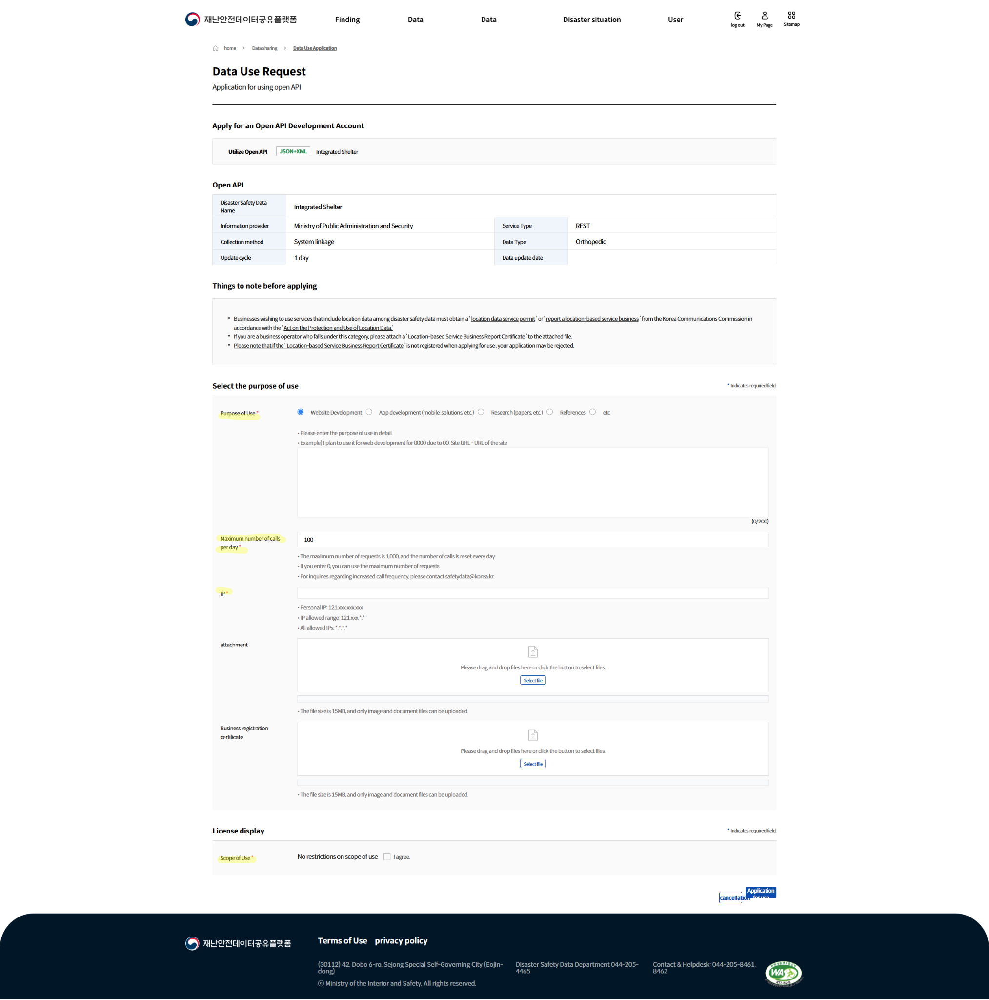 재난안전데이터공유플랫폼
Finding
Data
Data
Disaster situation
User
log out
My Page
Sitemap
home > Data sharing > Data Use Application
Data Use Request
Application for using open API
Apply for an Open API Development Account
Utilize Open API JSON+XML Integrated Shelter
Open API
Disaster Safety Data
Name
Integrated Shelter
Information provider Ministry of Public Administration and Security Service Type REST
Collection method System linkage Data Type Orthopedic
Update cycle 1 day Data update date
Things to note before applying
• Businesses wishing to use services that include location data among disaster safety data must obtain a ' location data service permit ' or ' report a location-based service business ' from the Korea Communications Commission in
accordance with the ' Act on the Protection and Use of Location Data.'
• If you are a business operator who falls under this category, please attach a ' Location-based Service Business Report Certificate ' to the attached file.
• Please note that if the ' Location-based Service Business Report Certificate ' is not registered when applying for use , your application may be rejected.
Select the purpose of use
* Indicates required field.
Purpose of Use *
Website Development App development (mobile, solutions, etc.) Research (papers, etc.) References etc
• Please enter the purpose of use in detail.
• Example) I plan to use it for web development for 0000 due to 00. Site URL - URL of the site
(0/200)
Maximum number of calls
per day *
100
• The maximum number of requests is 1,000, and the number of calls is reset every day.
• If you enter 0, you can use the maximum number of requests.
• For inquiries regarding increased call frequency, please contact safetydata@korea.kr.
IP *
• Personal IP: 121.xxx.xxx.xxx
• IP allowed range: 121.xxx.*.*
• All allowed IPs: *.*.*.*
attachment
Please drag and drop files here or click the button to select files.
Select file
• The file size is 15MB, and only image and document files can be uploaded.
Business registration
certificate
Please drag and drop files here or click the button to select files.
Select file
• The file size is 15MB, and only image and document files can be uploaded.
License display
* Indicates required field.
Scope of Use *
No restrictions on scope of use I agree.
cancellation
Application
for use
재난안전데이터공유플랫폼
Terms of Use privacy policy
(30112) 42, Dobo 6-ro, Sejong Special Self-Governing City (Eojin-
dong)
Disaster Safety Data Department 044-205-
4465
Contact & Helpdesk: 044-205-8461,
8462
ⓒ Ministry of the Interior and Safety. All rights reserved.
WA
WEB 접근성